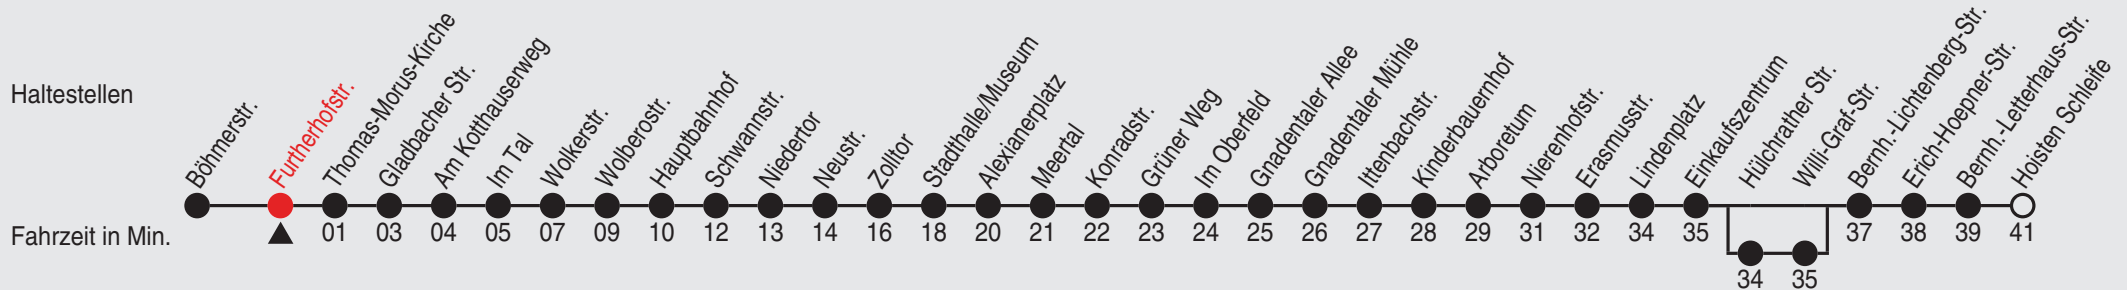 Haltestellen
Böhmerstr.
Furtherhofstr.
Thomas-Morus-Kirche
Gladbacher Str.
Am Kotthauserweg
Im Tal
Wolkerstr.
Wolberostr.
Hauptbahnhof
Schwannstr.
Niedertor
Neustr.
Zolltor
Stadthalle/Museum
Alexianerplatz
Meertal
Konradstr.
Grüner Weg
Im Oberfeld
Gnadentaler Allee
Gnadentaler Mühle
Ittenbachstr.
Kinderbauernhof
Arboretum
Nierenhofstr.
Erasmusstr.
Lindenplatz
Einkaufszentrum
Hülchrather Str.
Willi-Graf-Str.
Bernh.-Lichtenberg-Str.
Erich-Hoepner-Str.
Bernh.-Letterhaus-Str.
Hoisten Schleife
Fahrzeit in Min.
01 03 04 05 07 09 10 12 13 14 16 18 20 21 22 23 24 25 26 27 28 29 31 32 34 35 37 38 39 41
34 35